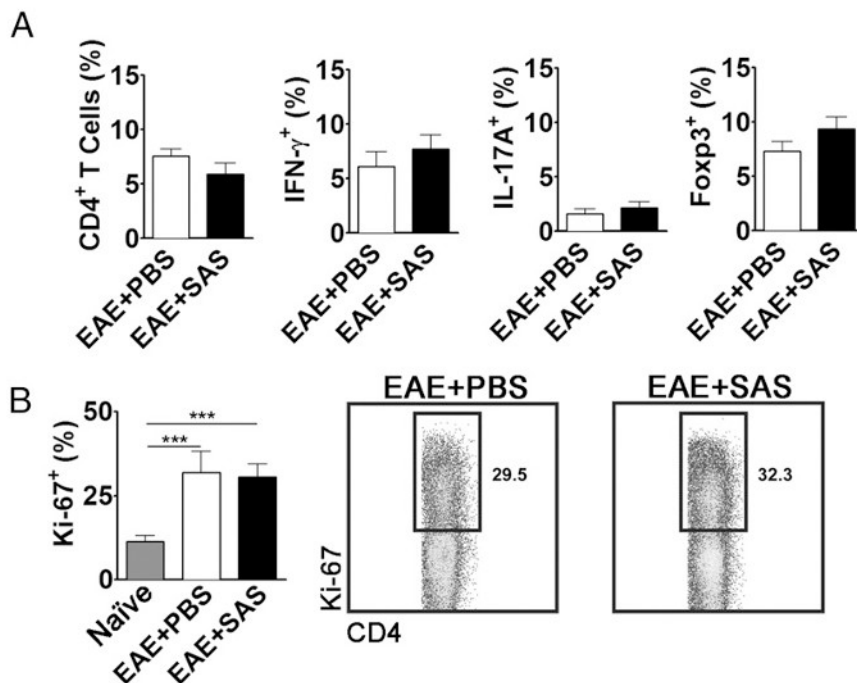 A
CD4+ T Cells (%)
15
10
5
0
EAE+PBS
EAE+SAS
IFN-γ+ (%)
15
10
5
0
EAE+PBS
EAE+SAS
IL-17A+ (%)
15
10
5
0
EAE+PBS
EAE+SAS
Foxp3+ (%)
15
10
5
0
EAE+PBS
EAE+SAS
B
Ki-67+ (%)
50
25
0
***
***
Naïve
EAE+PBS
EAE+SAS
EAE+PBS
29.5
Ki-67
CD4
EAE+SAS
32.3